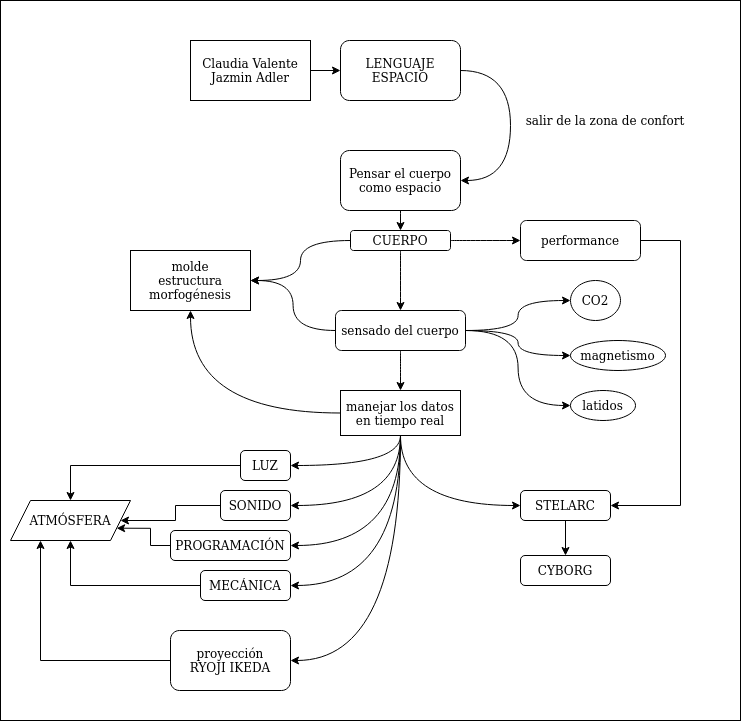 Claudia Valente
Jazmin Adler
LENGUAJE
ESPACIO
salir de la zona de confort
Pensar el cuerpo
como espacio
CUERPO
performance
molde
estructura
morfogénesis
sensado del cuerpo
CO2
magnetismo
latidos
manejar los datos
en tiempo real
LUZ
SONIDO
ATMÓSFERA
PROGRAMACIÓN
MECÁNICA
STELARC
CYBORG
proyección
RYOJI IKEDA